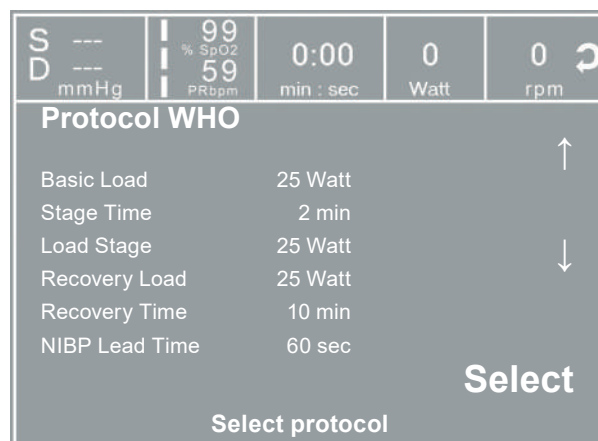 S --- 99 0:00 0 0
% SpO2
D --- 59
mmHg PRbpm min : sec Watt rpm
Protocol WHO
↑
Basic Load 25 Watt
Stage Time 2 min
Load Stage 25 Watt
↓
Recovery Load 25 Watt
Recovery Time 10 min
NIBP Lead Time 60 sec
Select
Select protocol